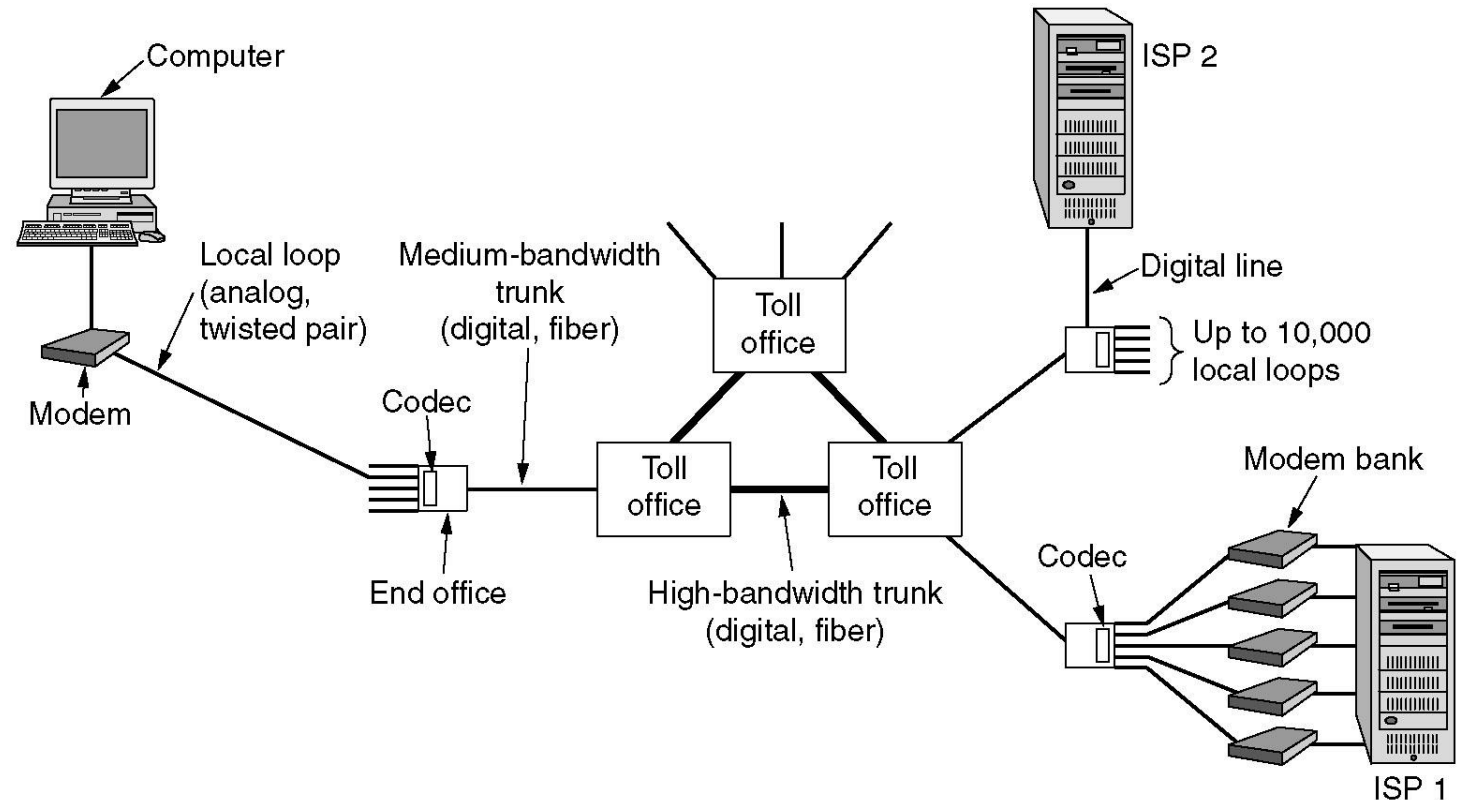 Computer
ISP 2
Local loop
(analog,
twisted pair)
Medium-bandwidth
trunk
(digital, fiber)
Toll
office
Digital line
Up to 10,000
local loops
Modem
Codec
Toll
office
Toll
office
Modem bank
End office
High-bandwidth trunk
(digital, fiber)
Codec
ISP 1